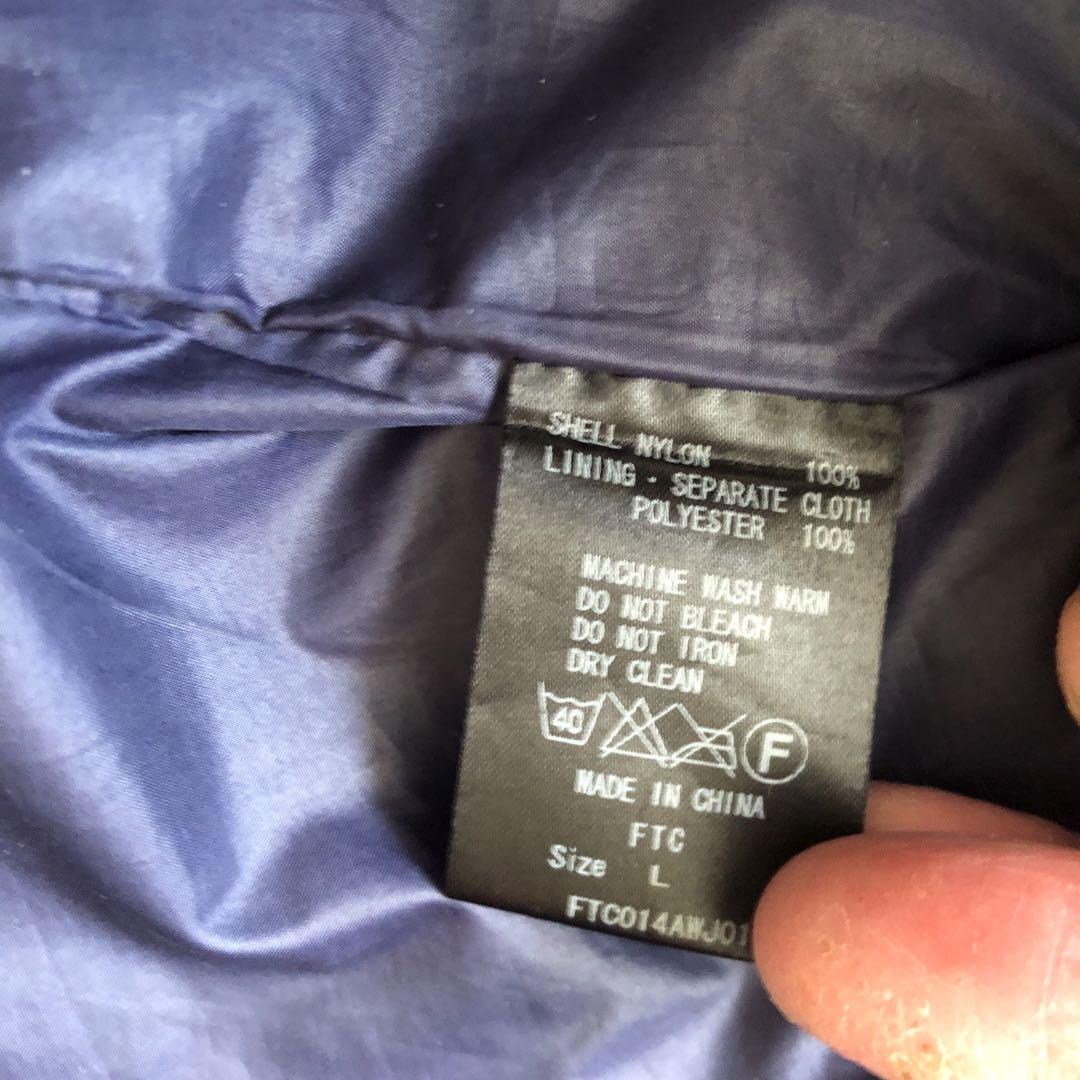 SHELL NYLON 100%
LINING · SEPARATE CLOTH
POLYESTER 100%
MACHINE WASH WARM
DO NOT BLEACH
DO NOT IRON
DRY CLEAN
40 F
MADE IN CHINA
FTC
Size L
FTC014AWJ01